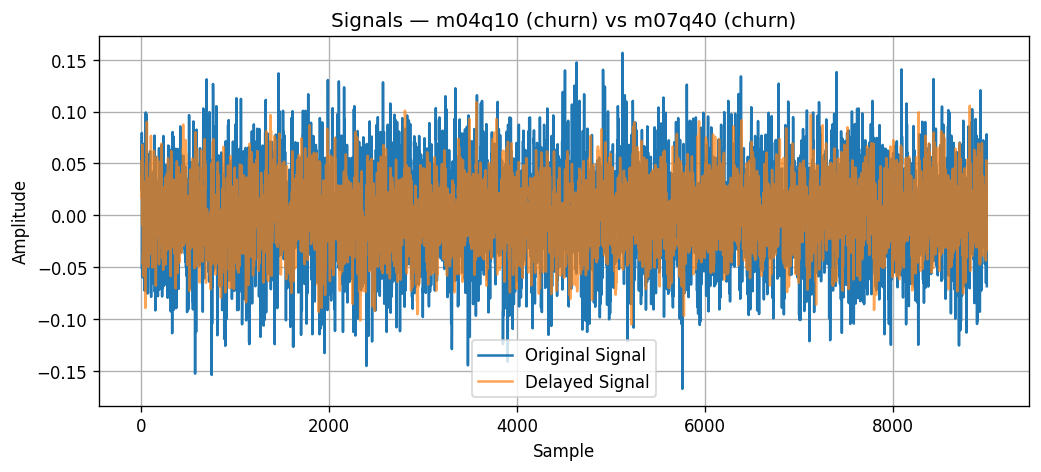 Signals — m04q10 (churn) vs m07q40 (churn)
Amplitude
0.15
0.10
0.05
0.00
−0.05
−0.10
−0.15
Original Signal
Delayed Signal
0
2000
4000
6000
8000
Sample